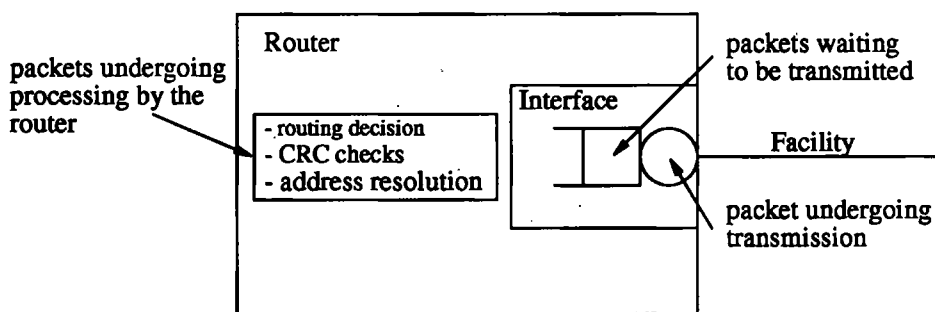 Router
packets undergoing
processing by the
router
- routing decision
- CRC checks
- address resolution
Interface
packets waiting
to be transmitted
Facility
packet undergoing
transmission